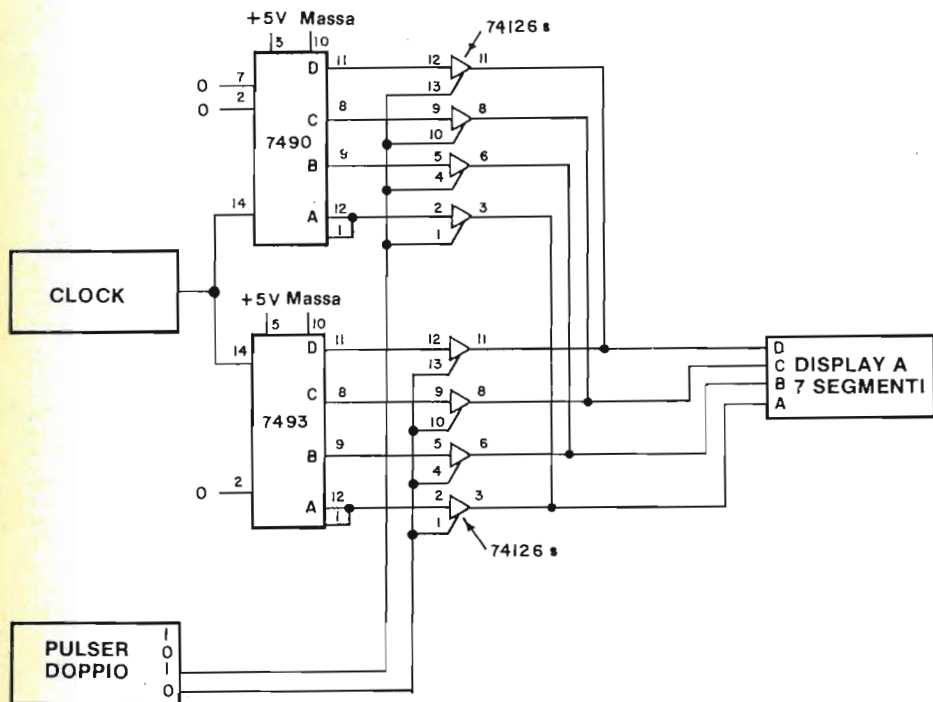 +5V Massa
5 10
74126 s
D 11 12 11
0 7
13
0 2
C 8 9 8
10
7490
B 9 5 6
4
14
A 12 2 3
1
1
CLOCK
+5V Massa
5 10
14
D 11 12 11
13
C 8 9 8
10
7493
B 9 5 6
4
0 2
A 12 2 3
1
1
74126 s
D
C
B
A
DISPLAY A
7 SEGMENTI
PULSER
DOPPIO
1
0
1
0